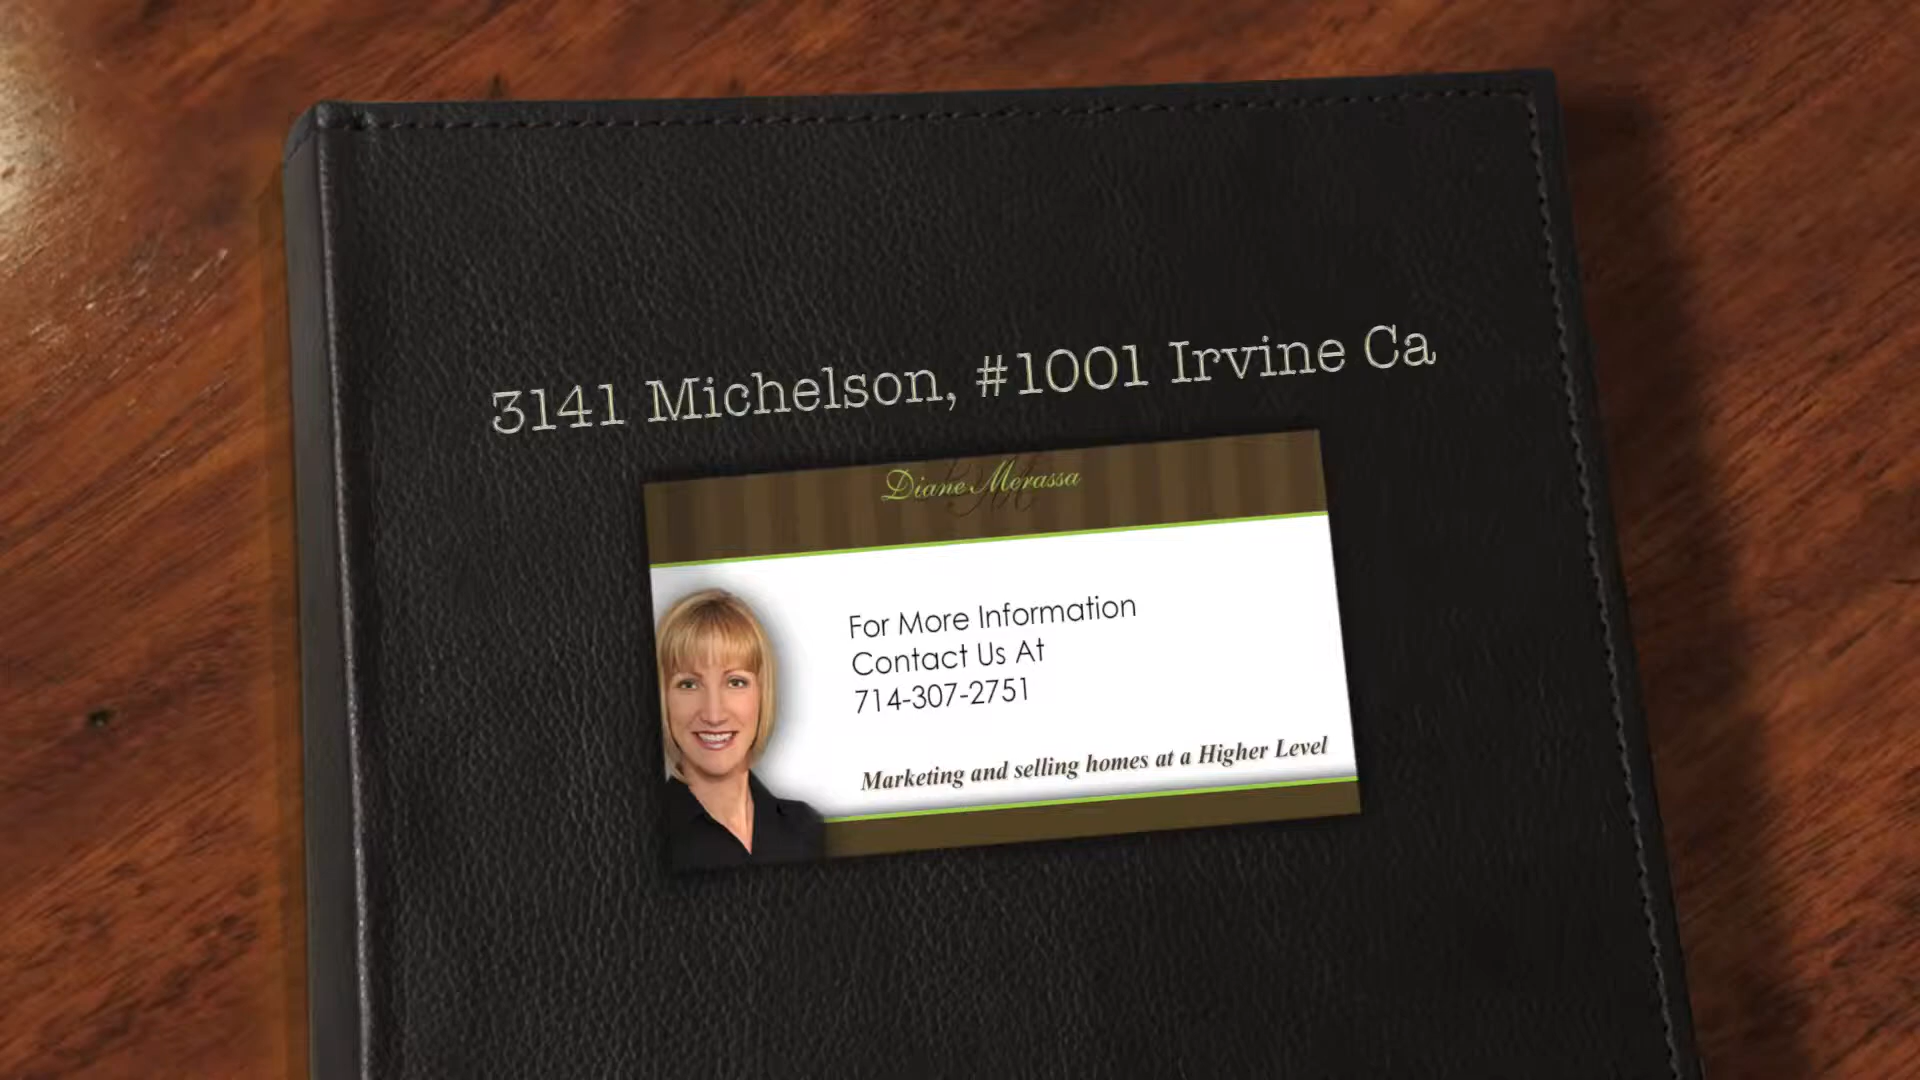 3141 Michelson, #1001 Irvine Ca
Diane Merassa
For More Information
Contact Us At
714-307-2751
Marketing and selling homes at a Higher Level